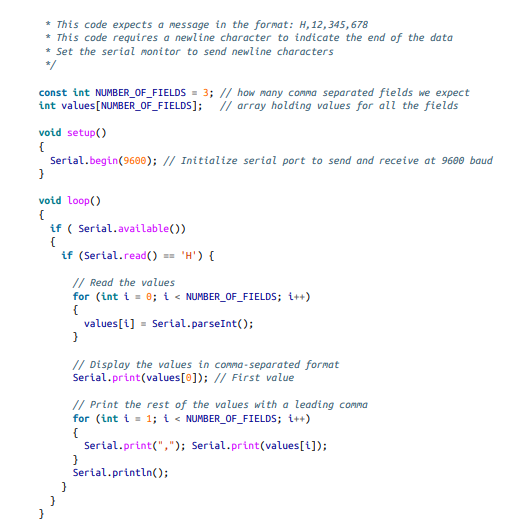 * This code expects a message in the format: H,12,345,678
* This code requires a newline character to indicate the end of the data
* Set the serial monitor to send newline characters
*/
const int NUMBER_OF_FIELDS = 3; // how many comma separated fields we expect
int values[NUMBER_OF_FIELDS];   // array holding values for all the fields
void setup()
{
  Serial.begin(9600); // Initialize serial port to send and receive at 9600 baud
}
void loop()
{
  if ( Serial.available())
  {
    if (Serial.read() == 'H') {
      // Read the values
      for (int i = 0; i < NUMBER_OF_FIELDS; i++)
      {
        values[i] = Serial.parseInt();
      }
      // Display the values in comma-separated format
      Serial.print(values[0]); // First value
      // Print the rest of the values with a leading comma
      for (int i = 1; i < NUMBER_OF_FIELDS; i++)
      {
        Serial.print(","); Serial.print(values[i]);
      }
      Serial.println();
    }
  }
}